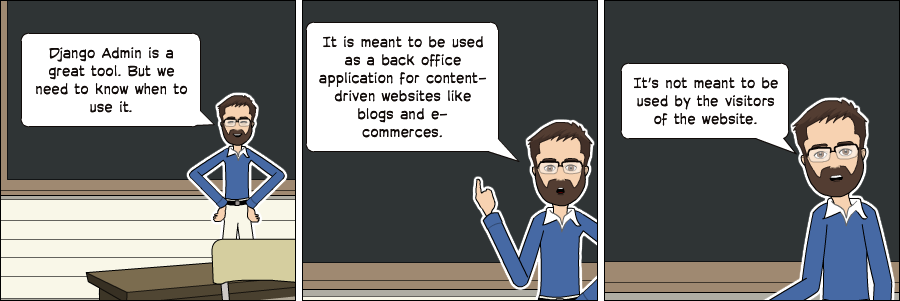 Django Admin is a
great tool. But we
need to know when to
use it.
It is meant to be used
as a back office
application for content-
driven websites like
blogs and e-
commerces.
It's not meant to be
used by the visitors
of the website.